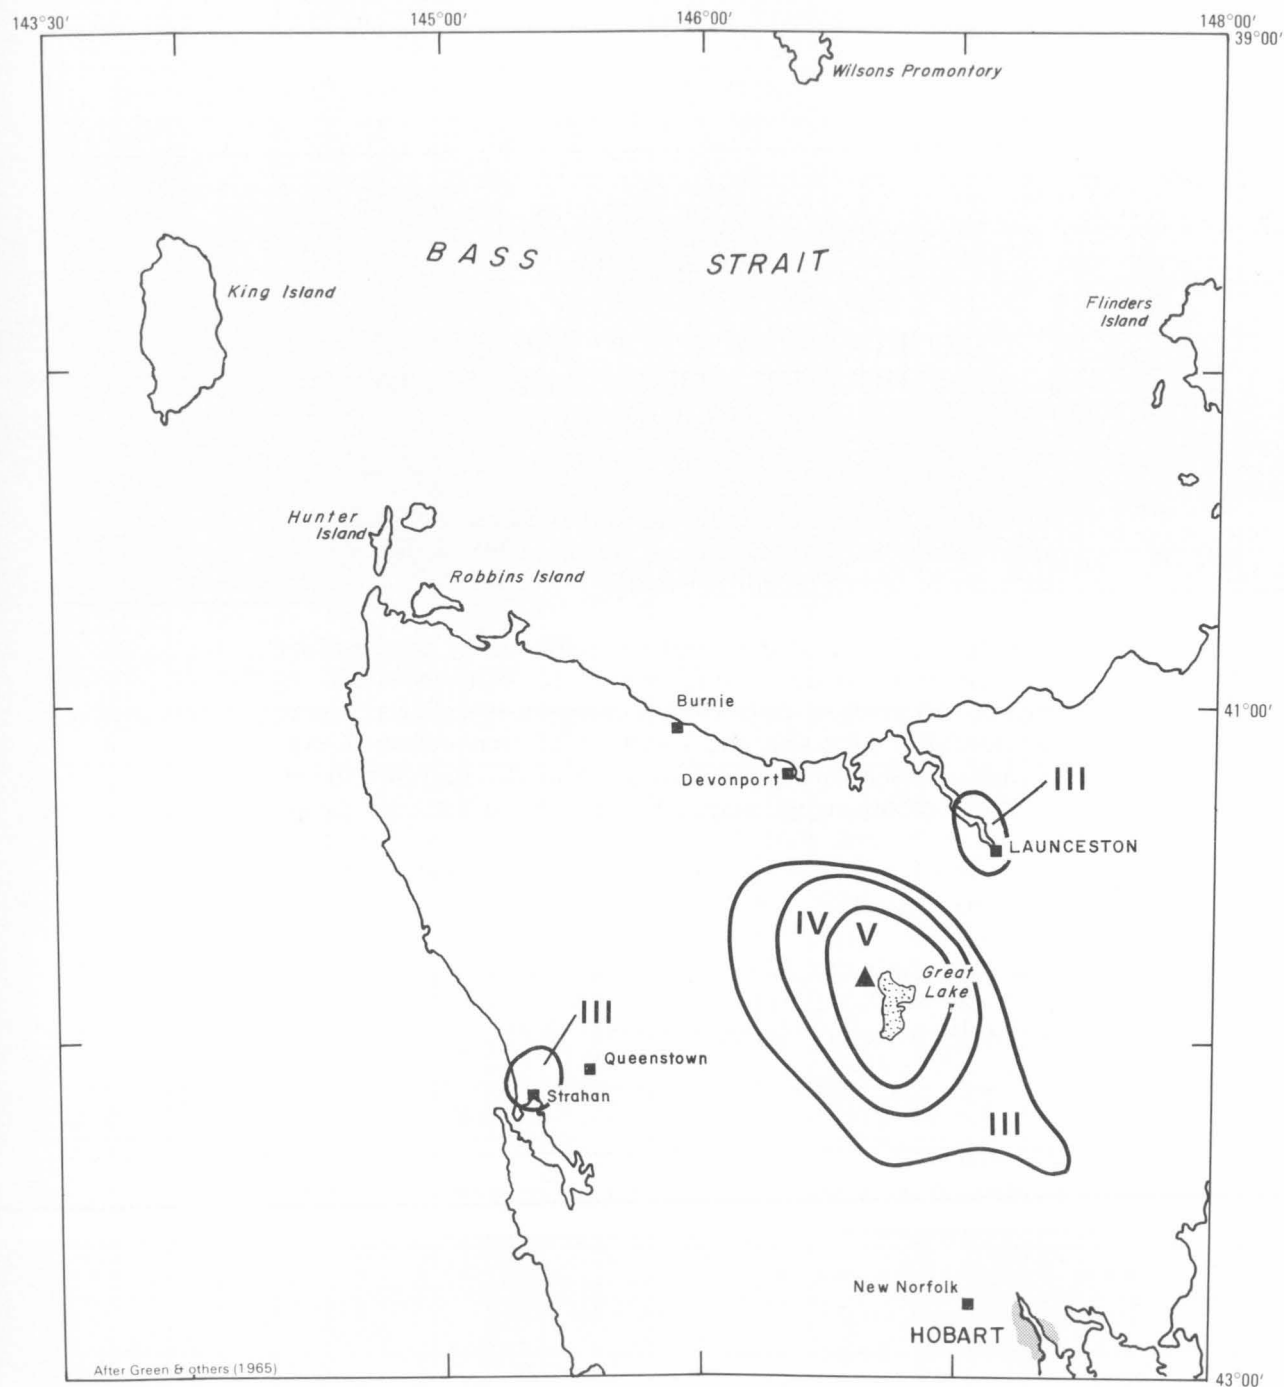 143°30′
145°00′
146°00′
148°00′
39°00′
Wilsons Promontory
BASS STRAIT
King Island
Flinders
Island
Hunter
Island
Robbins Island
Burnie
41°00′
Devonport
III
LAUNCESTON
IV
V
Great
Lake
III
Queenstown
Strahan
III
New Norfolk
HOBART
After Green & others (1965)
43°00′